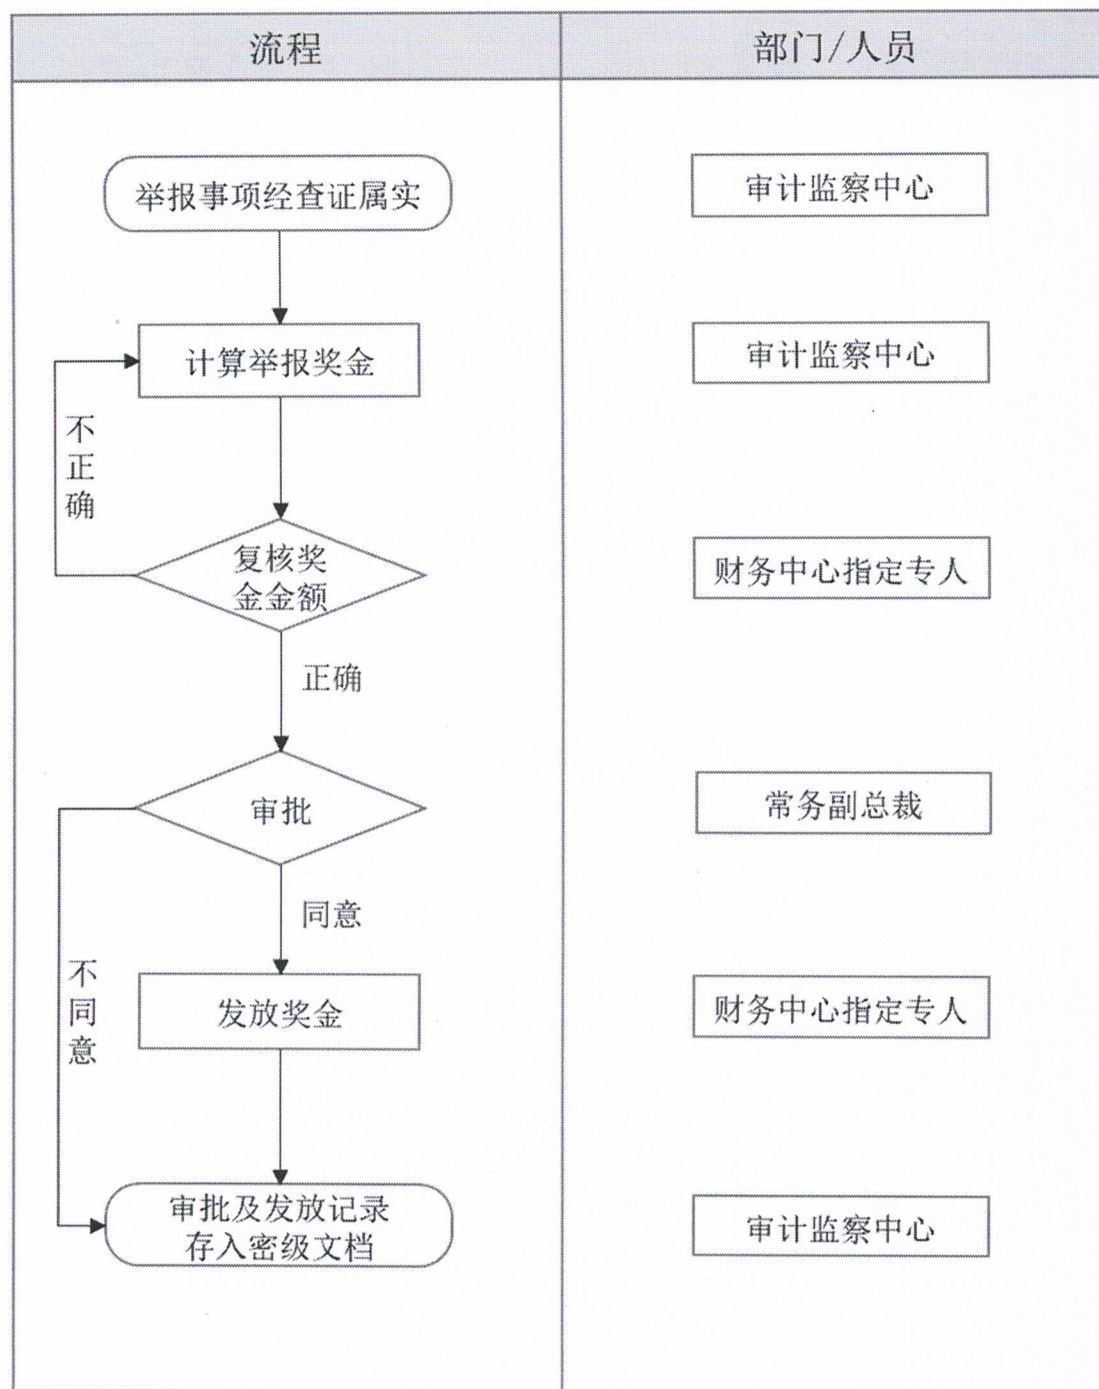 流程
部门/人员
举报事项经查证属实
审计监察中心
计算举报奖金
审计监察中心
不正确
复核奖
金金额
财务中心指定专人
正确
审批
常务副总裁
同意
不同意
发放奖金
财务中心指定专人
审批及发放记录
存入密级文档
审计监察中心